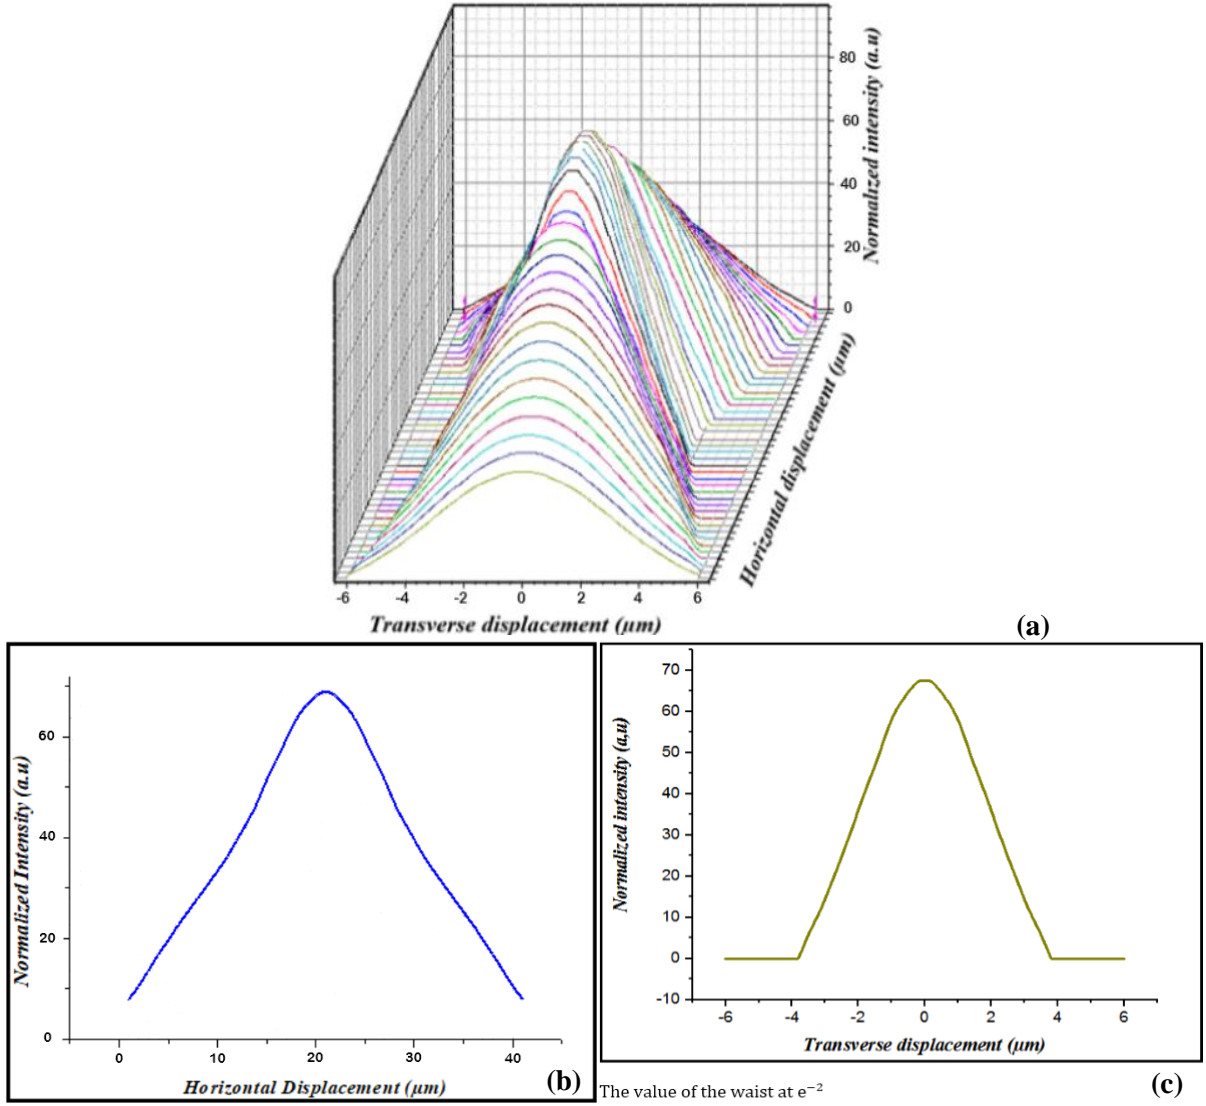 80
60
40
20
0
Normalized intensity (a.u)
Horizontal displacement (µm)
-6 -4 -2 0 2 4 6
Transverse displacement (µm)
(a)
60
40
20
0
Normalized Intensity (a.u)
0 10 20 30 40
Horizontal Displacement (µm)
(b)
70
60
50
40
30
20
10
0
-10
Normalized intensity (a,u)
-6 -4 -2 0 2 4 6
Transverse displacement (µm)
(c)
The value of the waist at e⁻²